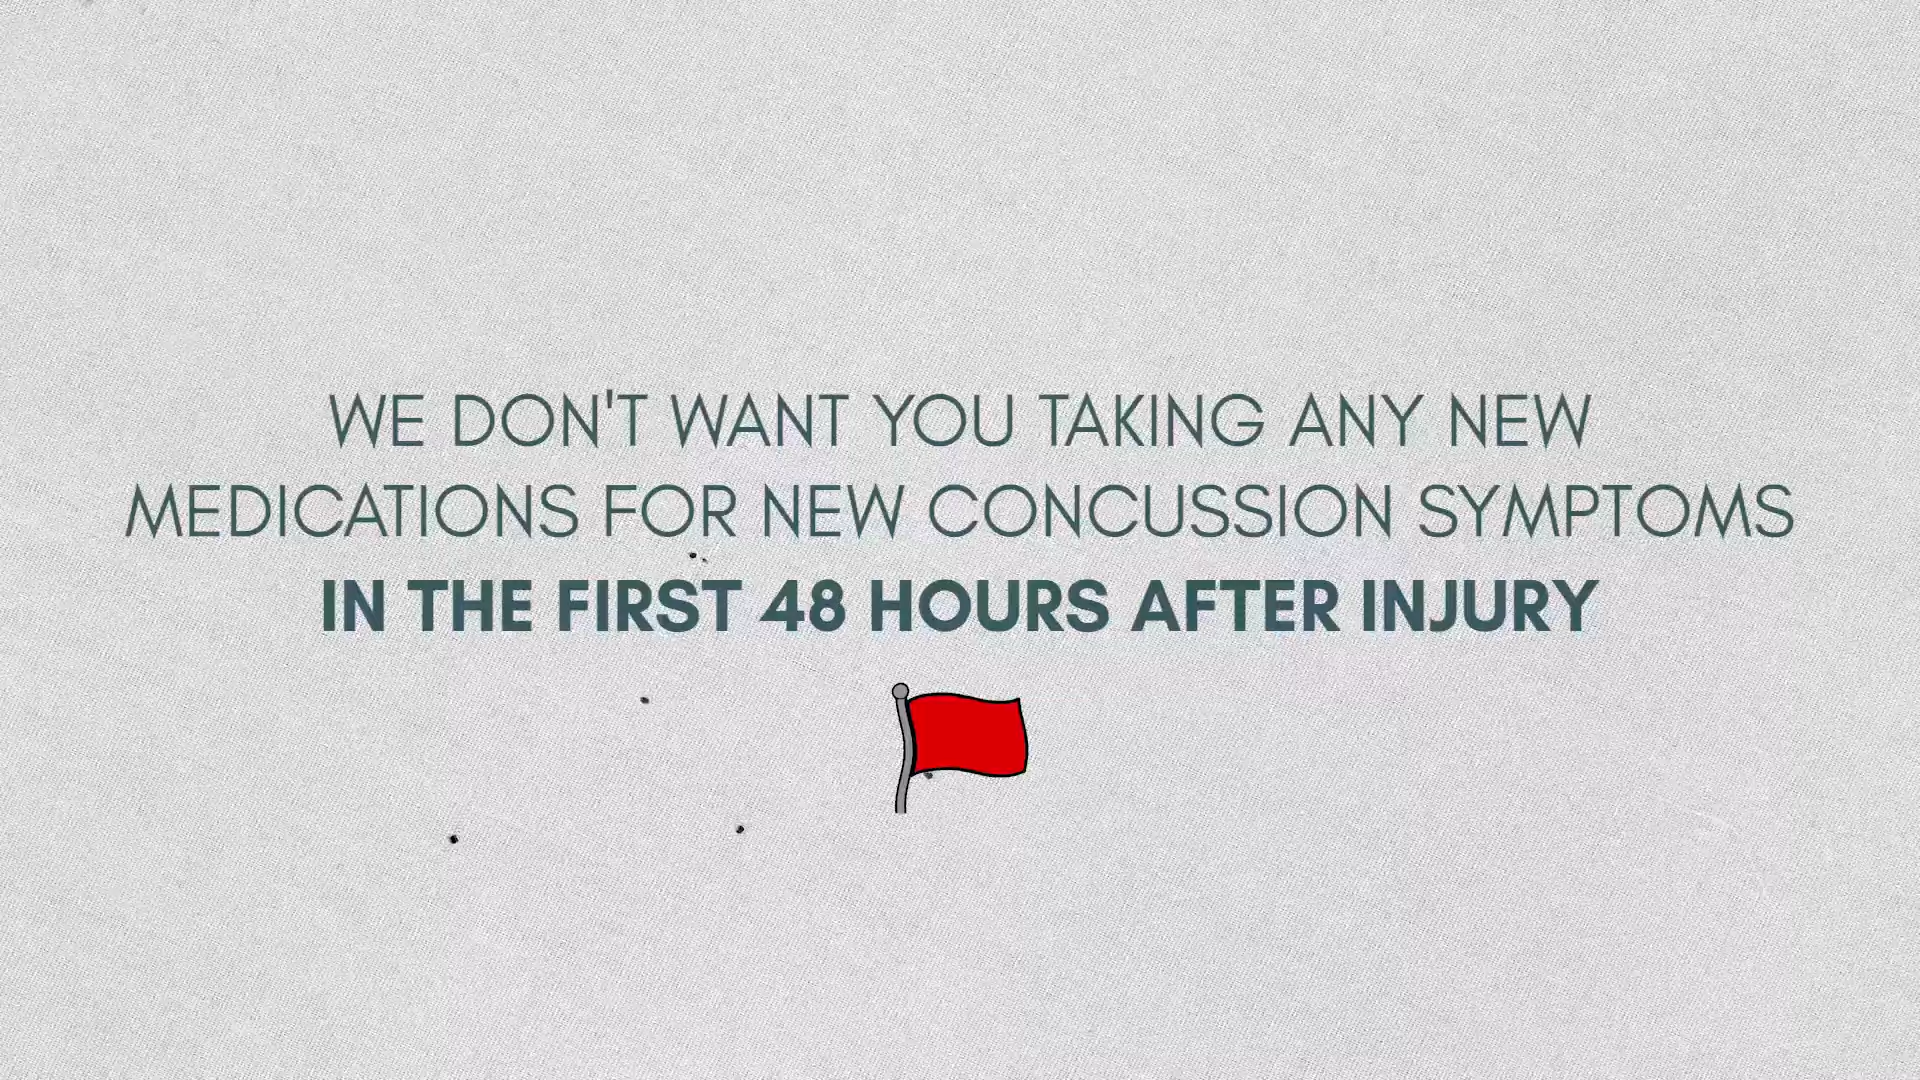 WE DON'T WANT YOU TAKING ANY NEW
MEDICATIONS FOR NEW CONCUSSION SYMPTOMS
IN THE FIRST 48 HOURS AFTER INJURY